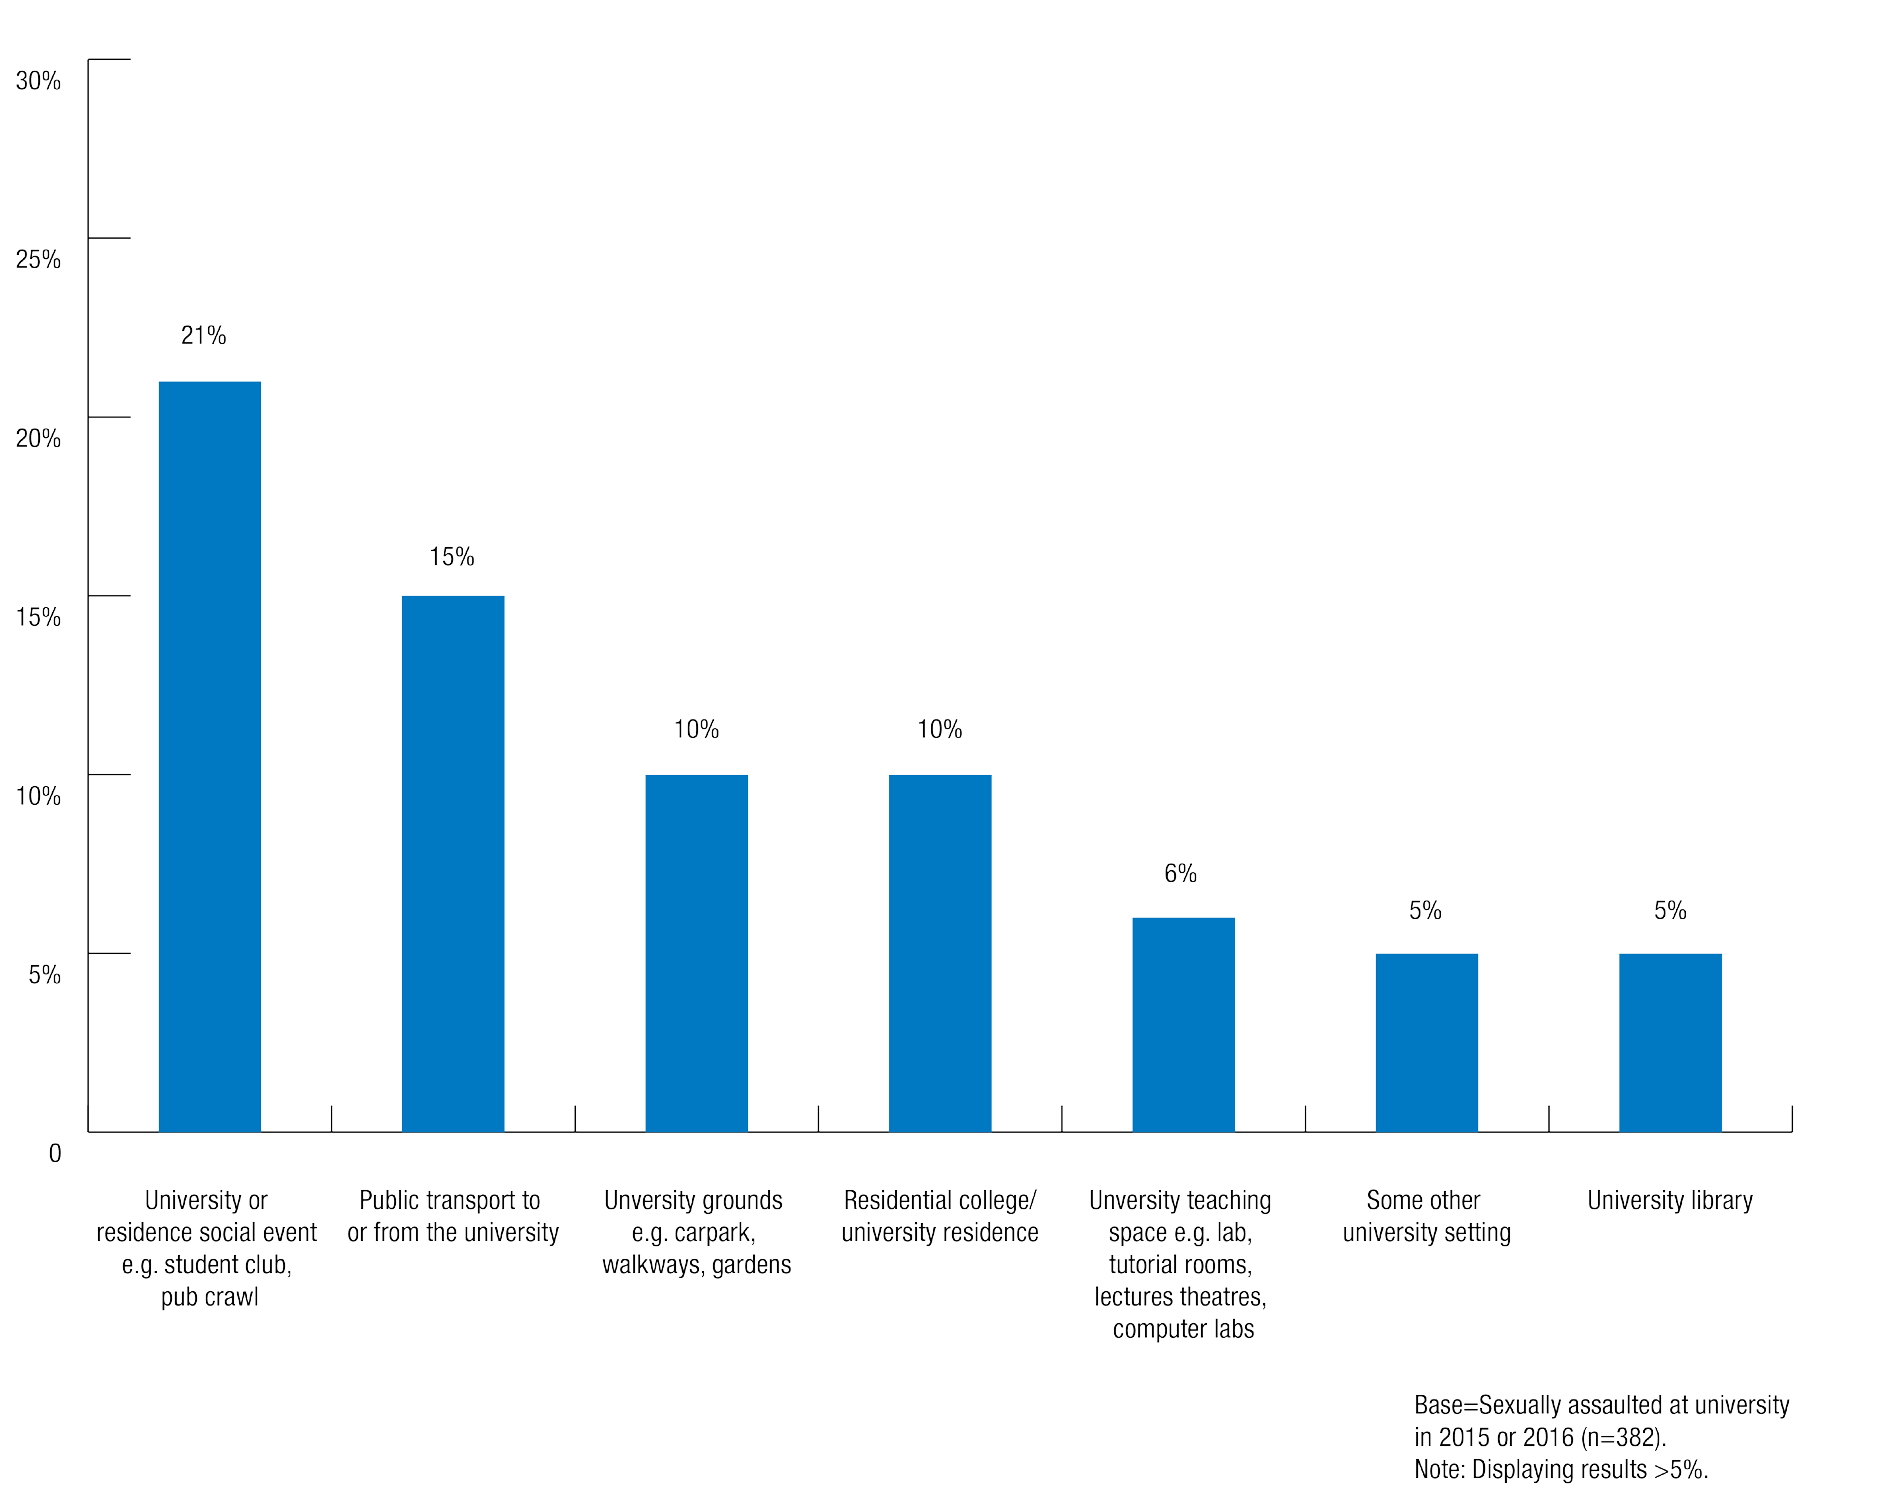 30%
25%
20%
15%
10%
5%
0
21%
15%
10%
10%
6%
5%
5%
University or
residence social event
e.g. student club,
pub crawl
Public transport to
or from the university
Unversity grounds
e.g. carpark,
walkways, gardens
Residential college/
university residence
Unversity teaching
space e.g. lab,
tutorial rooms,
lectures theatres,
computer labs
Some other
university setting
University library
Base=Sexually assaulted at university
in 2015 or 2016 (n=382).
Note: Displaying results >5%.